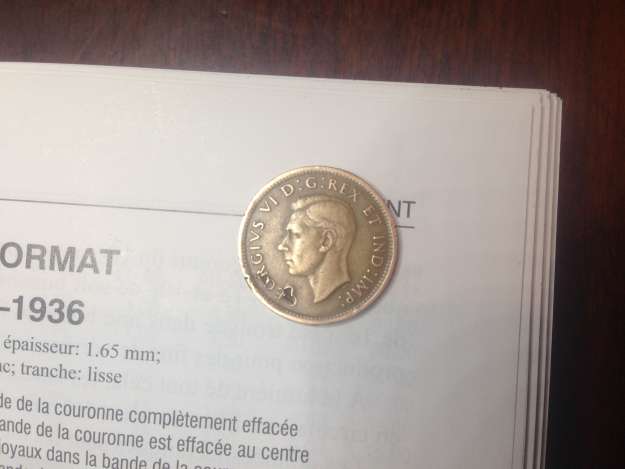 GEORGIVS VI D:G:REX ET IND:IMP:
NT
ORMAT
–1936
épaisseur: 1.65 mm;
c; tranche: lisse
de de la couronne complètement effacée
ande de la couronne est effacée au centre
oyaux dans la bande de la